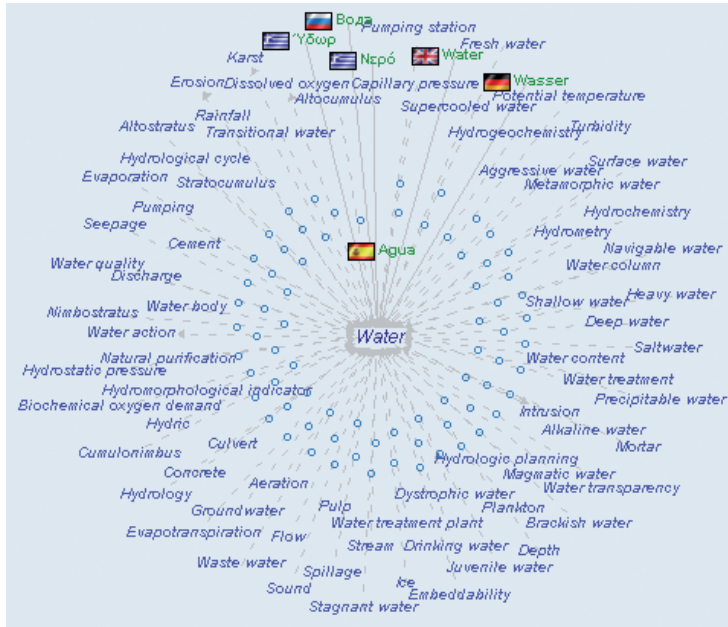 Вода
Pumping station
Ύδωρ
Fresh water
Karst
Νερό
Water
Erosion
Dissolved oxygen
Capillary pressure
Wasser
Altocumulus
Potential temperature
Rainfall
Supercooled water
Altostratus
Transitional water
Hydrogeochemistry
Turbidity
Hydrological cycle
Surface water
Evaporation
Stratocumulus
Aggressive water
Metamorphic water
Pumping
Hydrochemistry
Seepage
Hydrometry
Cement
Agua
Navigable water
Water quality
Water column
Discharge
Heavy water
Nimbostratus
Water body
Shallow water
Deep water
Water action
Water
Saltwater
Natural purification
Water content
Hydrostatic pressure
Water treatment
Hydromorphological indicator
Precipitable water
Biochemical oxygen demand
Intrusion
Hydric
Alkaline water
Culvert
Mortar
Cumulonimbus
Hydrologic planning
Concrete
Magmatic water
Aeration
Water transparency
Hydrology
Dystrophic water
Groundwater
Pulp
Plankton
Evapotranspiration
Flow
Water treatment plant
Brackish water
Stream
Drinking water
Depth
Waste water
Spillage
Juvenile water
Sound
Ice
Embeddability
Stagnant water